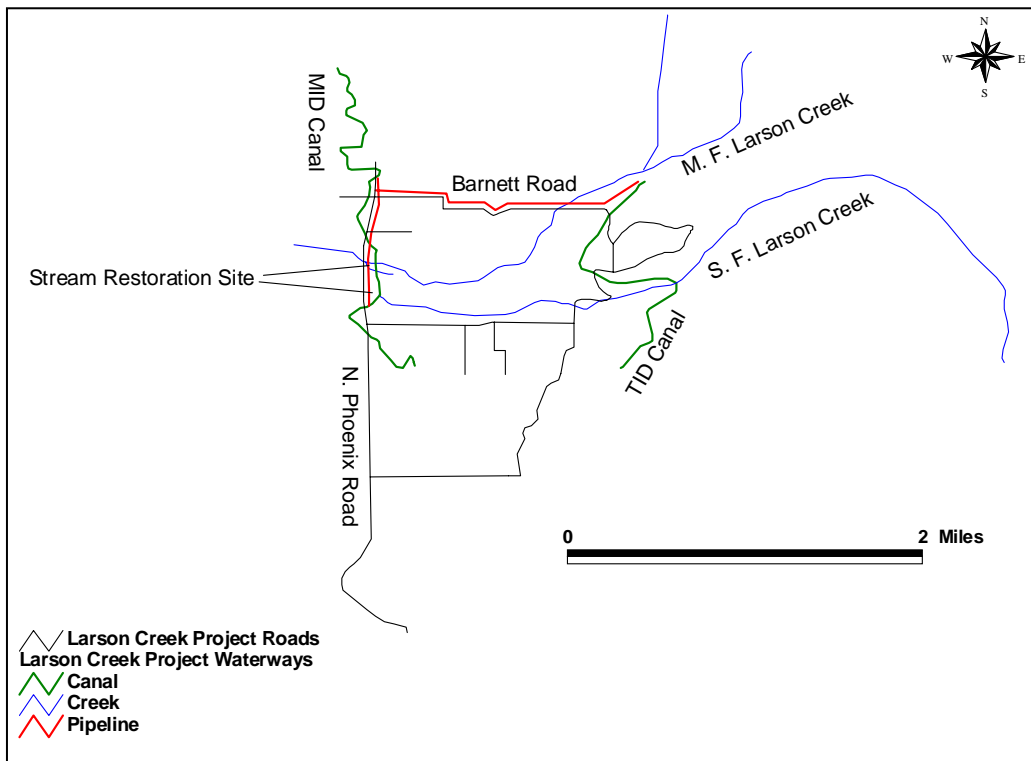 N
W E
S
MID Canal
M. F. Larson Creek
Barnett Road
S. F. Larson Creek
Stream Restoration Site
TID Canal
N. Phoenix Road
0 2 Miles
Larson Creek Project Roads
Larson Creek Project Waterways
Canal
Creek
Pipeline